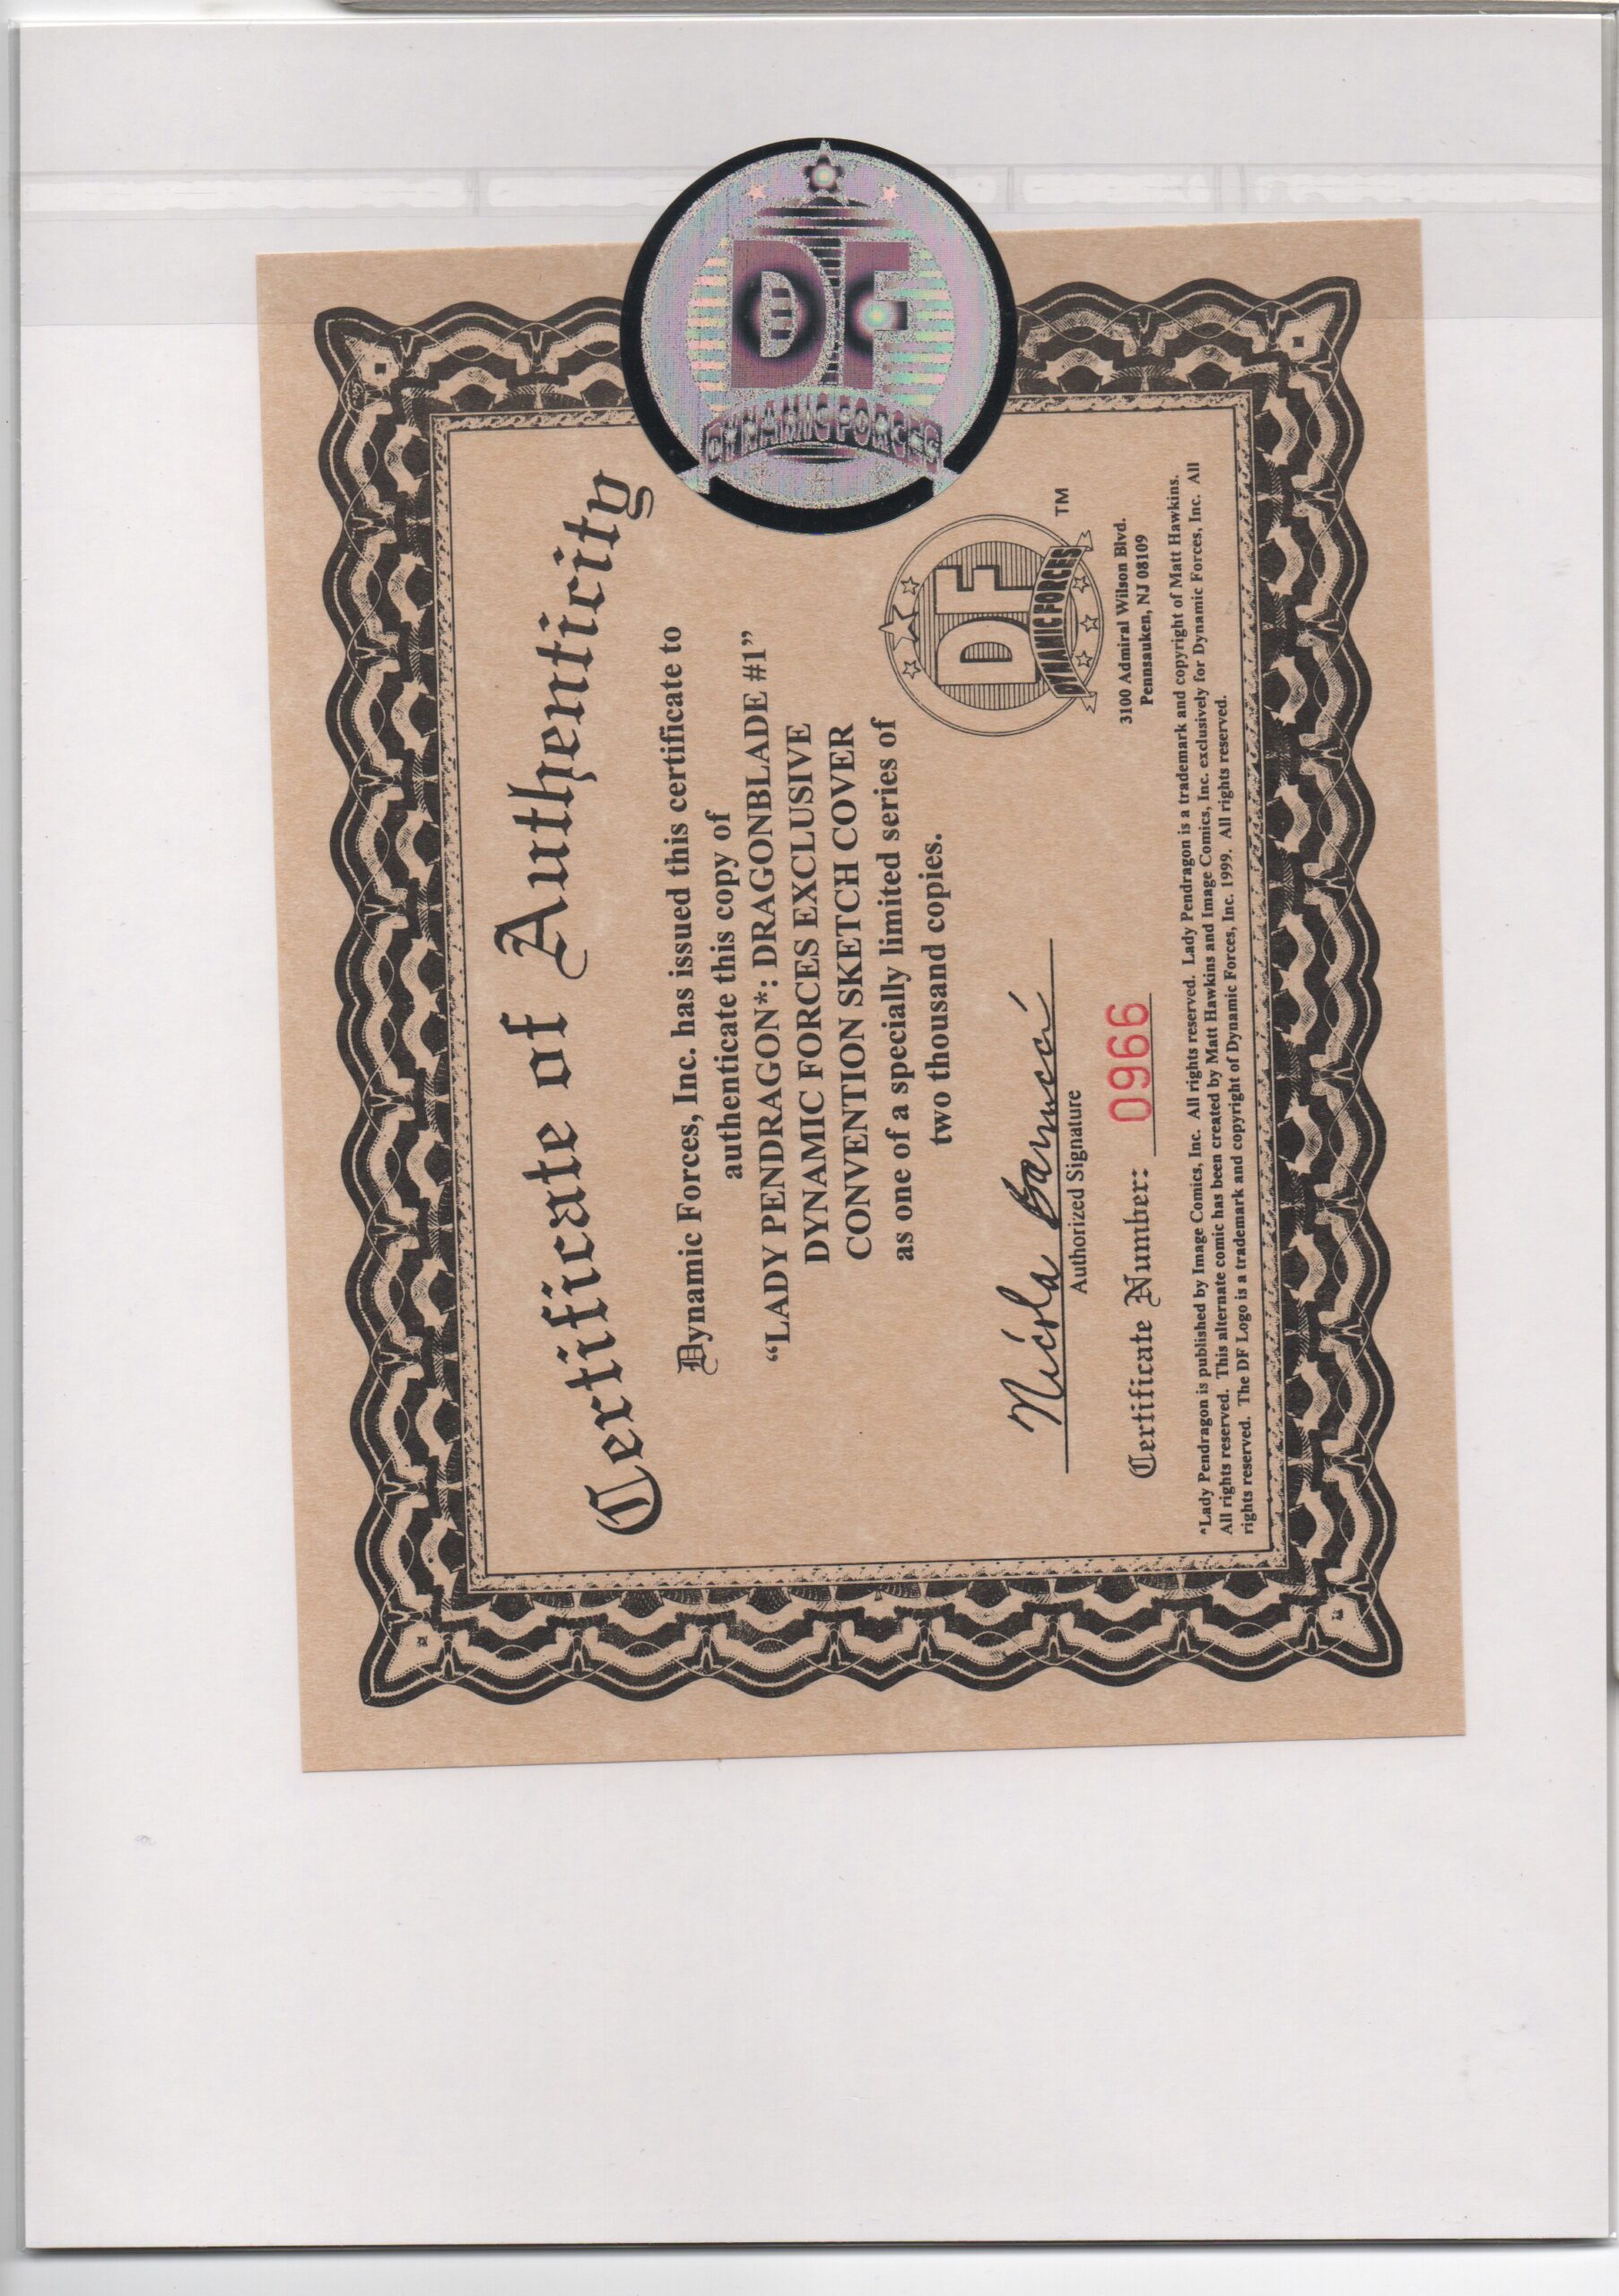 DF
DYNAMIC FORCES
Certificate of Authenticity
Dynamic Forces, Inc. has issued this certificate to
authenticate this copy of
“LADY PENDRAGON*: DRAGONBLADE #1”
DYNAMIC FORCES EXCLUSIVE
CONVENTION SKETCH COVER
as one of a specially limited series of
two thousand copies.
Nicola Barrucci
Authorized Signature
Certificate Number: 0966
DF
DYNAMIC FORCES
TM
3100 Admiral Wilson Blvd.
Pennsauken, NJ 08109
*Lady Pendragon is published by Image Comics, Inc. All rights reserved. Lady Pendragon is a trademark and copyright of Matt Hawkins.
All rights reserved. This alternate comic has been created by Matt Hawkins and Image Comics, Inc. exclusively for Dynamic Forces, Inc. All
rights reserved. The DF Logo is a trademark and copyright of Dynamic Forces, Inc. 1999. All rights reserved.